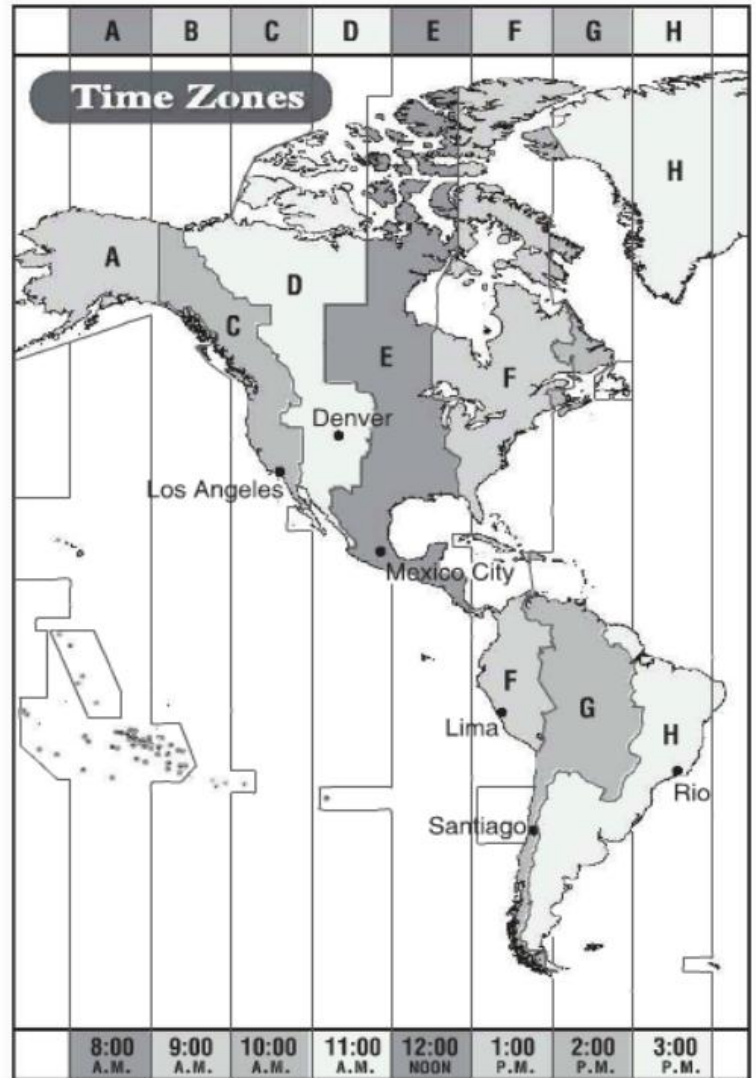 A B C D E F G H
Time Zones
H
A
D
C
E
F
Denver
Los Angeles
Mexico City
F
G
Lima
H
Rio
Santiago
8:00 9:00 10:00 11:00 12:00 1:00 2:00 3:00
A.M. A.M. A.M. A.M. NOON P.M. P.M. P.M.